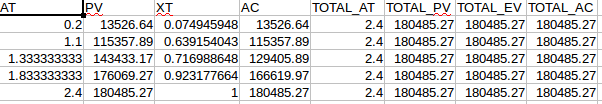 AT PV XT AC TOTAL_AT TOTAL_PV TOTAL_EV TOTAL_AC
0.2 13526.64 0.074945948 13526.64 2.4 180485.27 180485.27 180485.27
1.1 115357.89 0.639154043 115357.89 2.4 180485.27 180485.27 180485.27
1.333333333 143433.17 0.716988648 129405.89 2.4 180485.27 180485.27 180485.27
1.833333333 176069.27 0.923177664 166619.97 2.4 180485.27 180485.27 180485.27
2.4 180485.27 1 180485.27 2.4 180485.27 180485.27 180485.27